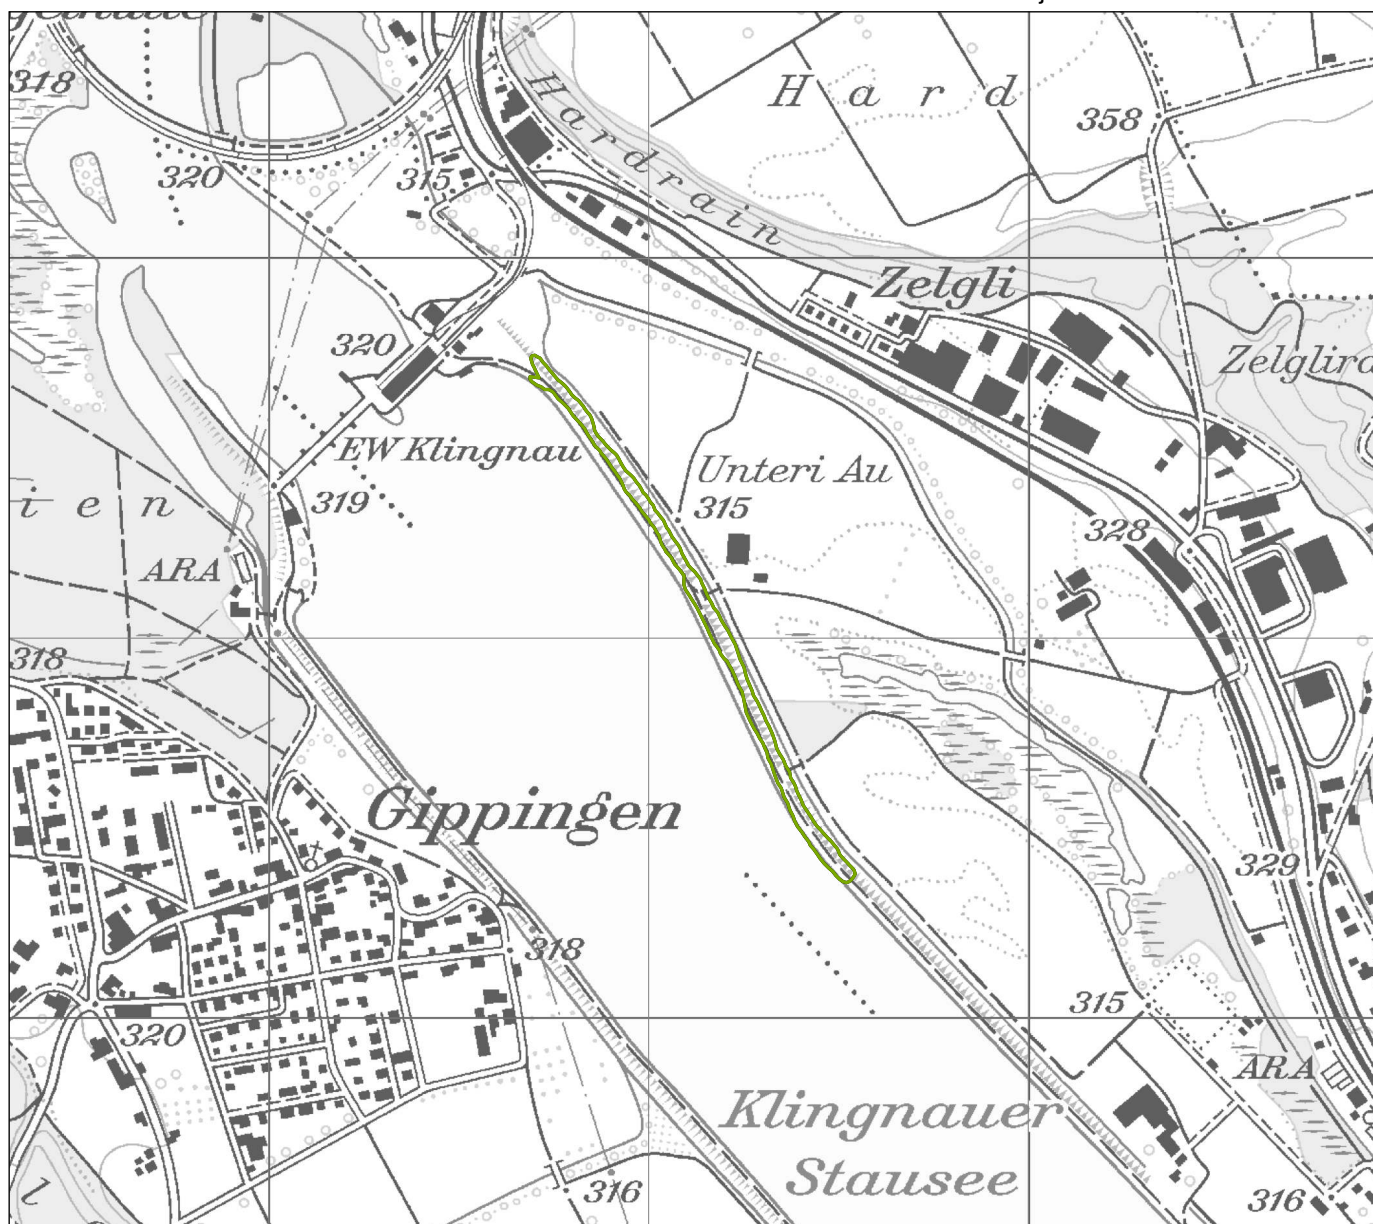 318
Hard
358
Hardrain
320
315
Zelgli
320
Zelglira
EW Klingnau
Unteri Au
ien
319
315
328
ARA
318
Gippingen
329
318
320
315
ARA
Klingnauer
Stausee
l
316
316